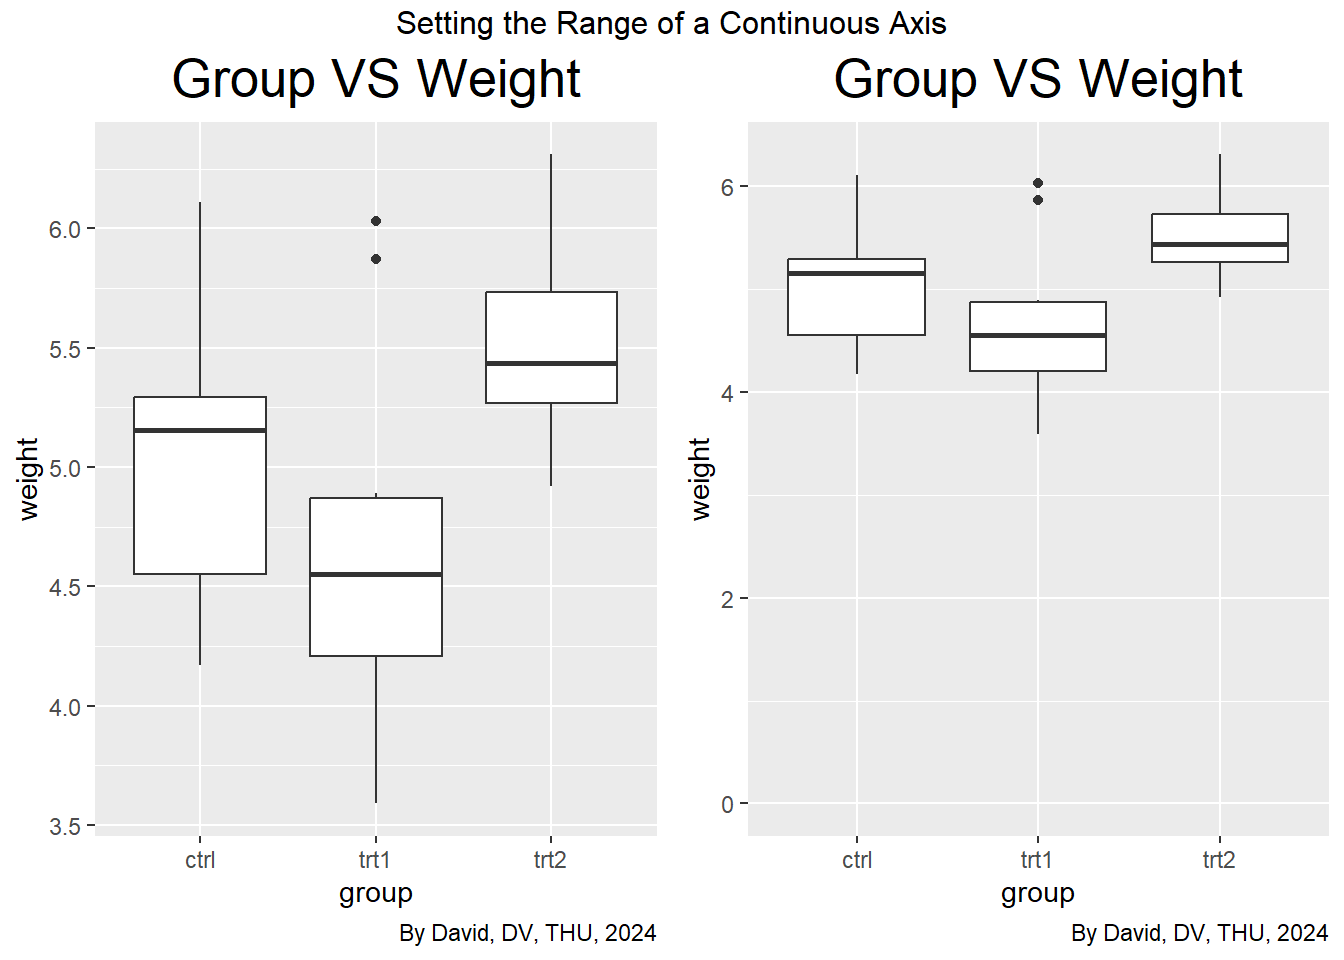 Setting the Range of a Continuous Axis
Group VS Weight
weight
6.0
5.5
5.0
4.5
4.0
3.5
ctrl trt1 trt2
group
By David, DV, THU, 2024
Group VS Weight
weight
6
4
2
0
ctrl trt1 trt2
group
By David, DV, THU, 2024